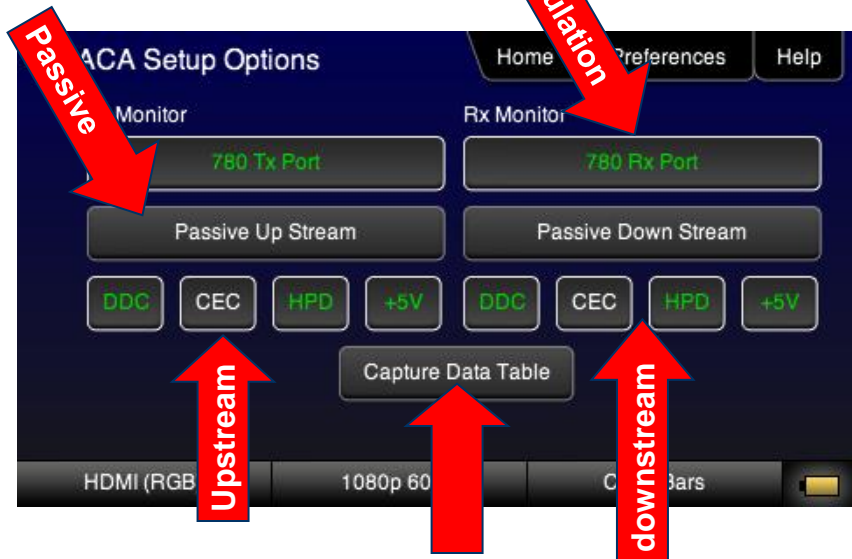 ulation
Passive
ACA Setup Options
Home
Preferences
Help
Monitor
Rx Monitor
780 Tx Port
780 Rx Port
Passive Up Stream
Passive Down Stream
DDC
CEC
HPD
+5V
DDC
CEC
HPD
+5V
Capture Data Table
Upstream
downstream
HDMI (RGB
1080p 60
Bars